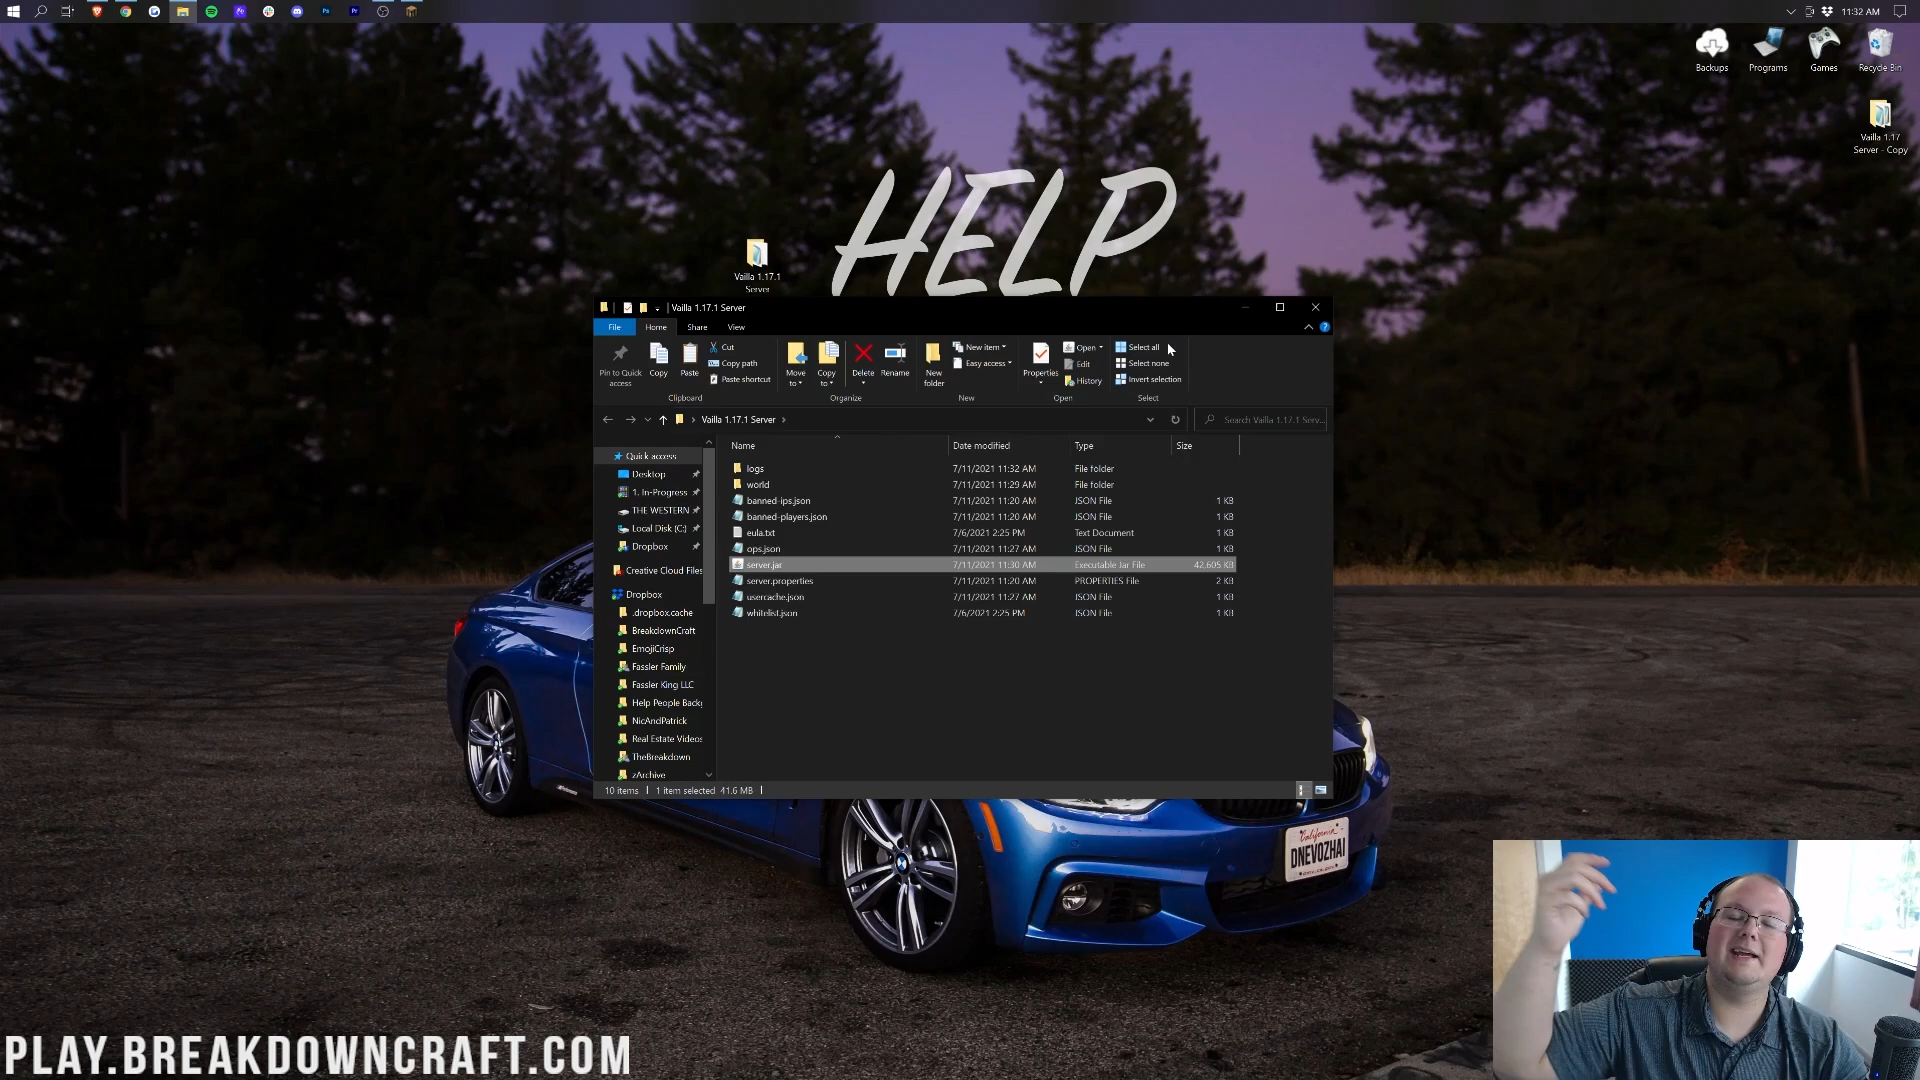 11:32 AM
Backups
Programs
Games
Recycle Bin
Vailla 1.17
Server - Copy
HELP
Vailla 1.17.1
Server
Vailla 1.17.1 Server
File
Home
Share
View
Pin to Quick
access
Copy
Paste
Cut
Copy path
Paste shortcut
Clipboard
Move
to
Copy
to
Delete
Rename
Organize
New
folder
New item
Easy access
New
Properties
Open
Edit
History
Open
Select all
Select none
Invert selection
Select
Vailla 1.17.1 Server
Search Vailla 1.17.1 Serv...
Quick access
Desktop
1. In-Progress
THE WESTERN
Local Disk (C:)
Dropbox
Creative Cloud Files
Dropbox
.dropbox.cache
BreakdownCraft
EmojiCrisp
Fassler Family
Fassler King LLC
Help People Backg
NicAndPatrick
Real Estate Videos
TheBreakdown
zArchive
Name Date modified Type Size
logs 7/11/2021 11:32 AM File folder
world 7/11/2021 11:29 AM File folder
banned-ips.json 7/11/2021 11:20 AM JSON File 1 KB
banned-players.json 7/11/2021 11:20 AM JSON File 1 KB
eula.txt 7/6/2021 2:25 PM Text Document 1 KB
ops.json 7/11/2021 11:27 AM JSON File 1 KB
server.jar 7/11/2021 11:30 AM Executable Jar File 42,605 KB
server.properties 7/11/2021 11:20 AM PROPERTIES File 2 KB
usercache.json 7/11/2021 11:27 AM JSON File 1 KB
whitelist.json 7/6/2021 2:25 PM JSON File 1 KB
10 items 1 item selected 41.6 MB
California
DNEVOZHAI
PLAY.BREAKDOWNCRAFT.COM